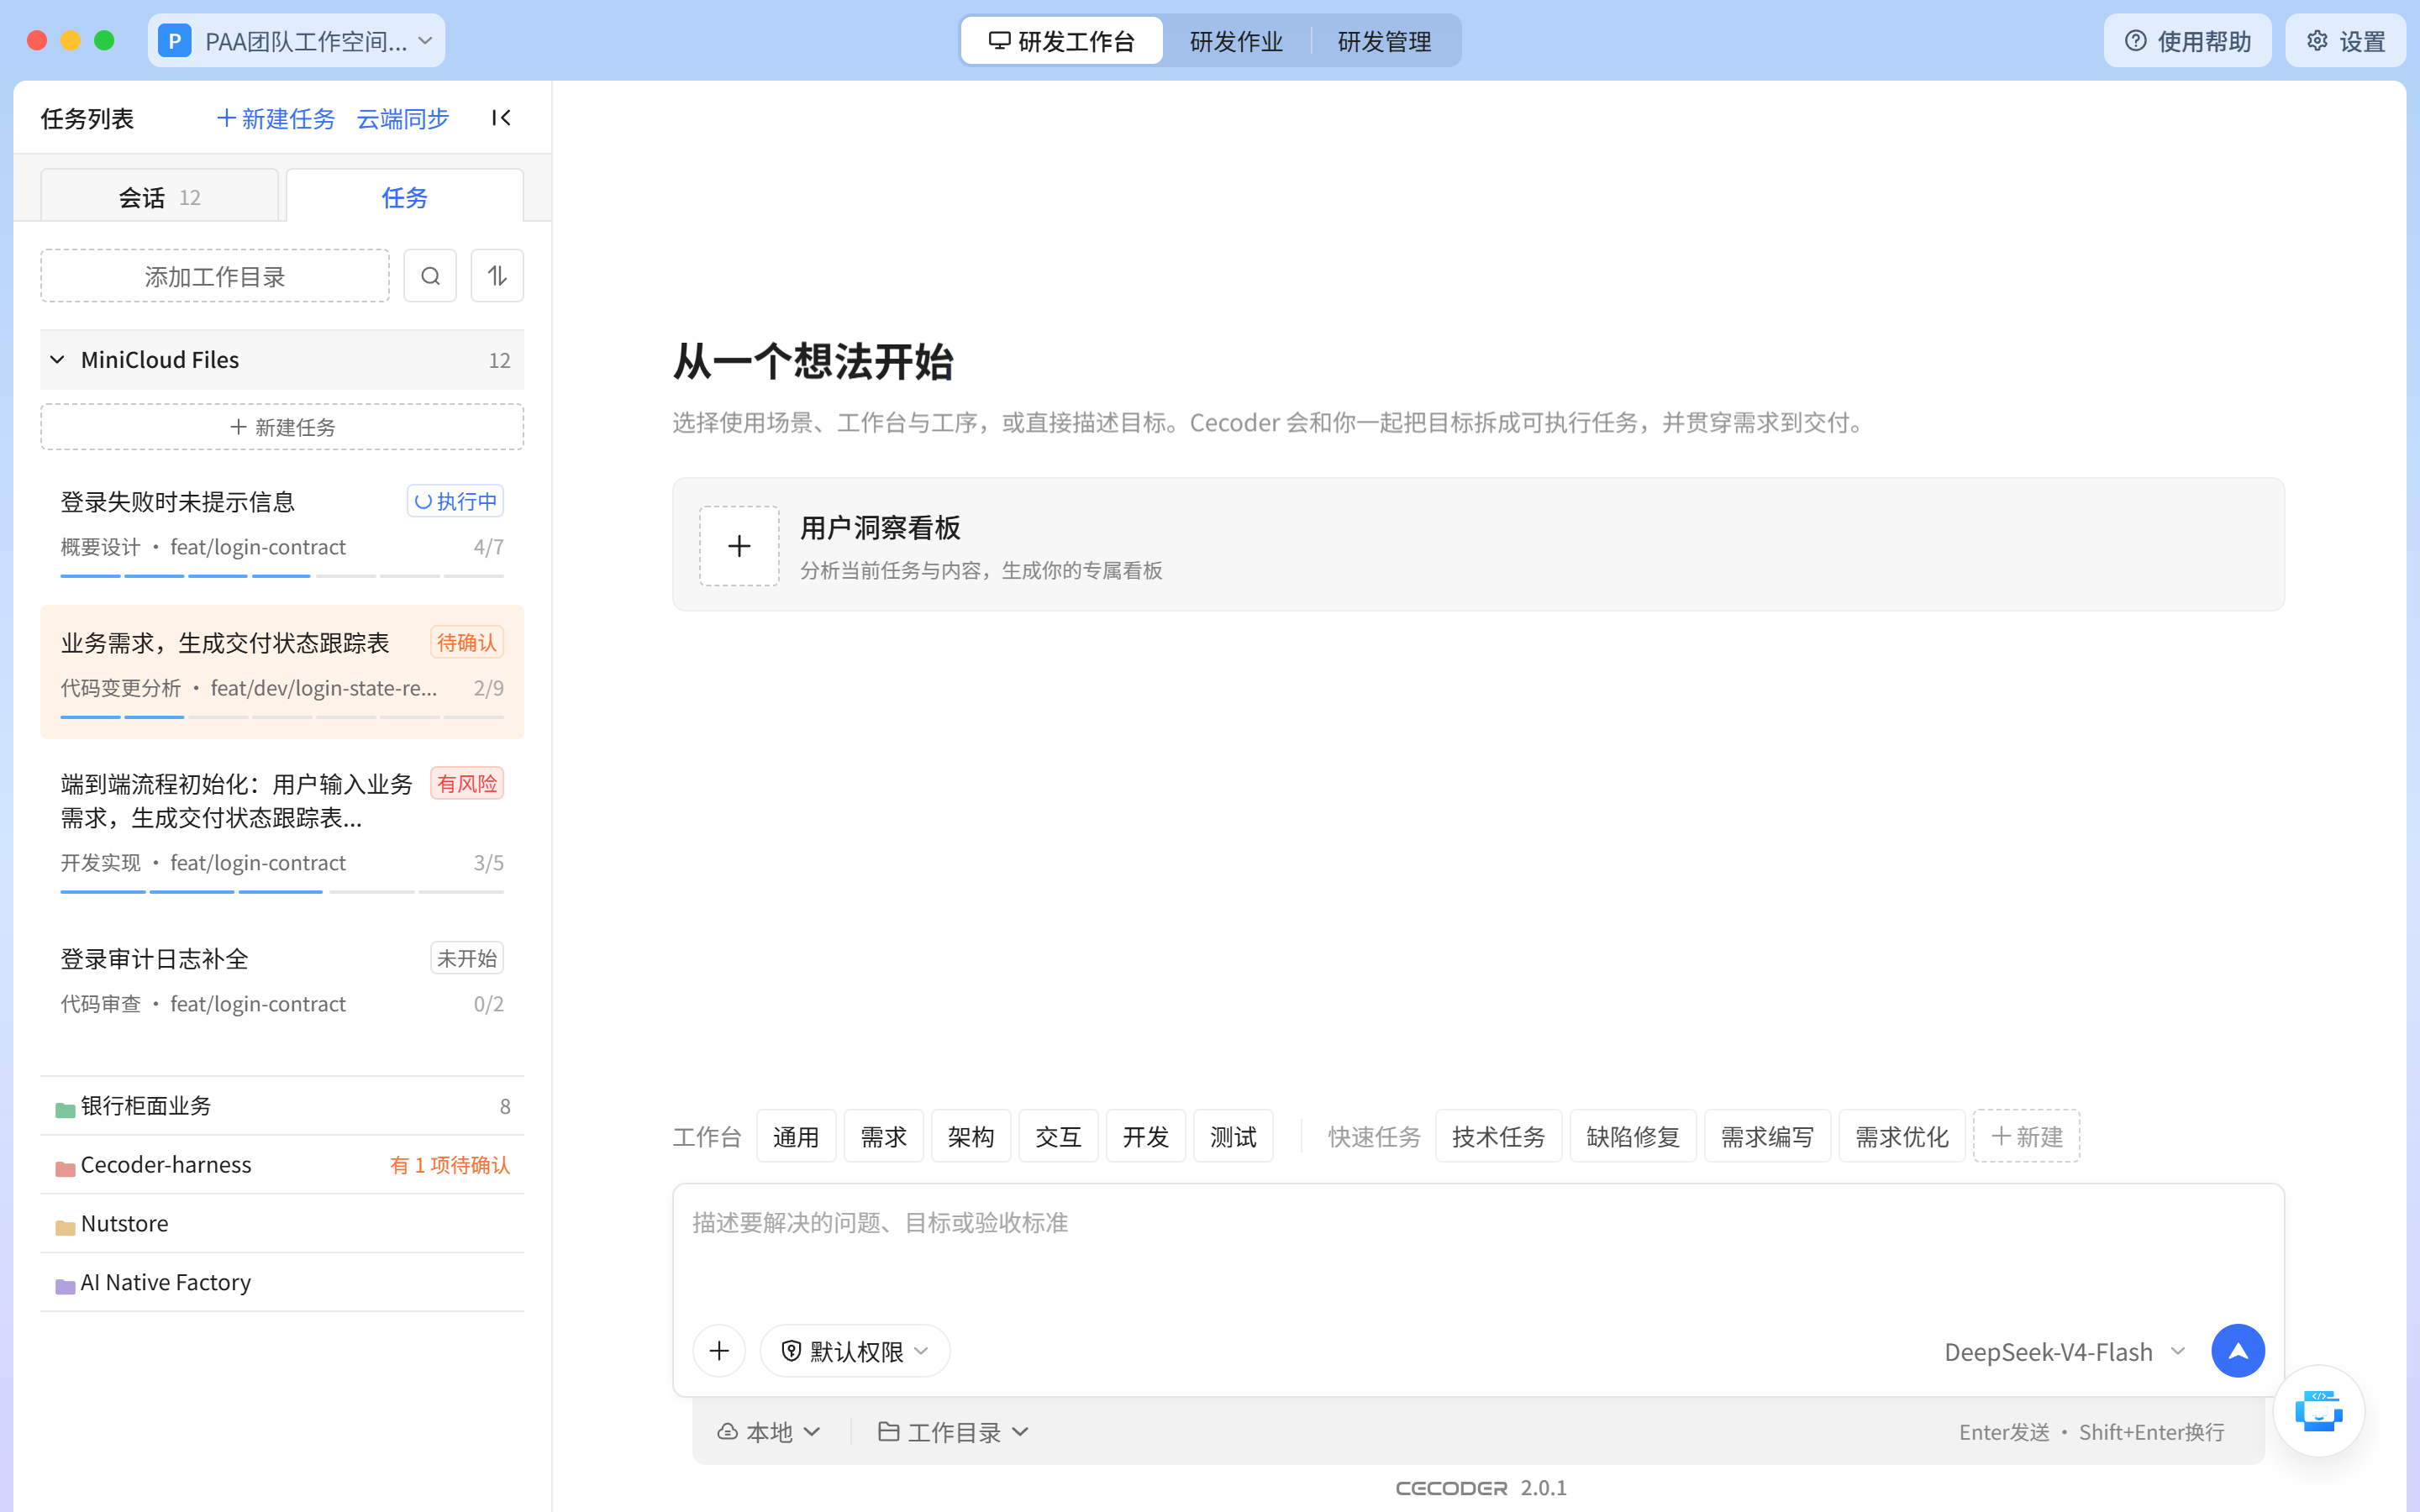 P PAA团队工作空间...
研发工作台 研发作业 研发管理
使用帮助 设置
任务列表 +新建任务 云端同步
会话 12 任务
添加工作目录
MiniCloud Files 12
+ 新建任务
登录失败时未提示信息 执行中
概要设计 • feat/login-contract 4/7
业务需求，生成交付状态跟踪表 待确认
代码变更分析 • feat/dev/login-state-re... 2/9
端到端流程初始化：用户输入业务 有风险
需求，生成交付状态跟踪表...
开发实现 • feat/login-contract 3/5
登录审计日志补全 未开始
代码审查 • feat/login-contract 0/2
银行柜面业务 8
Cecoder-harness 有 1 项待确认
Nutstore
AI Native Factory
从一个想法开始
选择使用场景、工作台与工序，或直接描述目标。Cecoder 会和你一起把目标拆成可执行任务，并贯穿需求到交付。
用户洞察看板
分析当前任务与内容，生成你的专属看板
工作台 通用 需求 架构 交互 开发 测试 快速任务 技术任务 缺陷修复 需求编写 需求优化 +新建
描述要解决的问题、目标或验收标准
默认权限 DeepSeek-V4-Flash
本地 工作目录 Enter发送 • Shift+Enter换行
CECODER 2.0.1